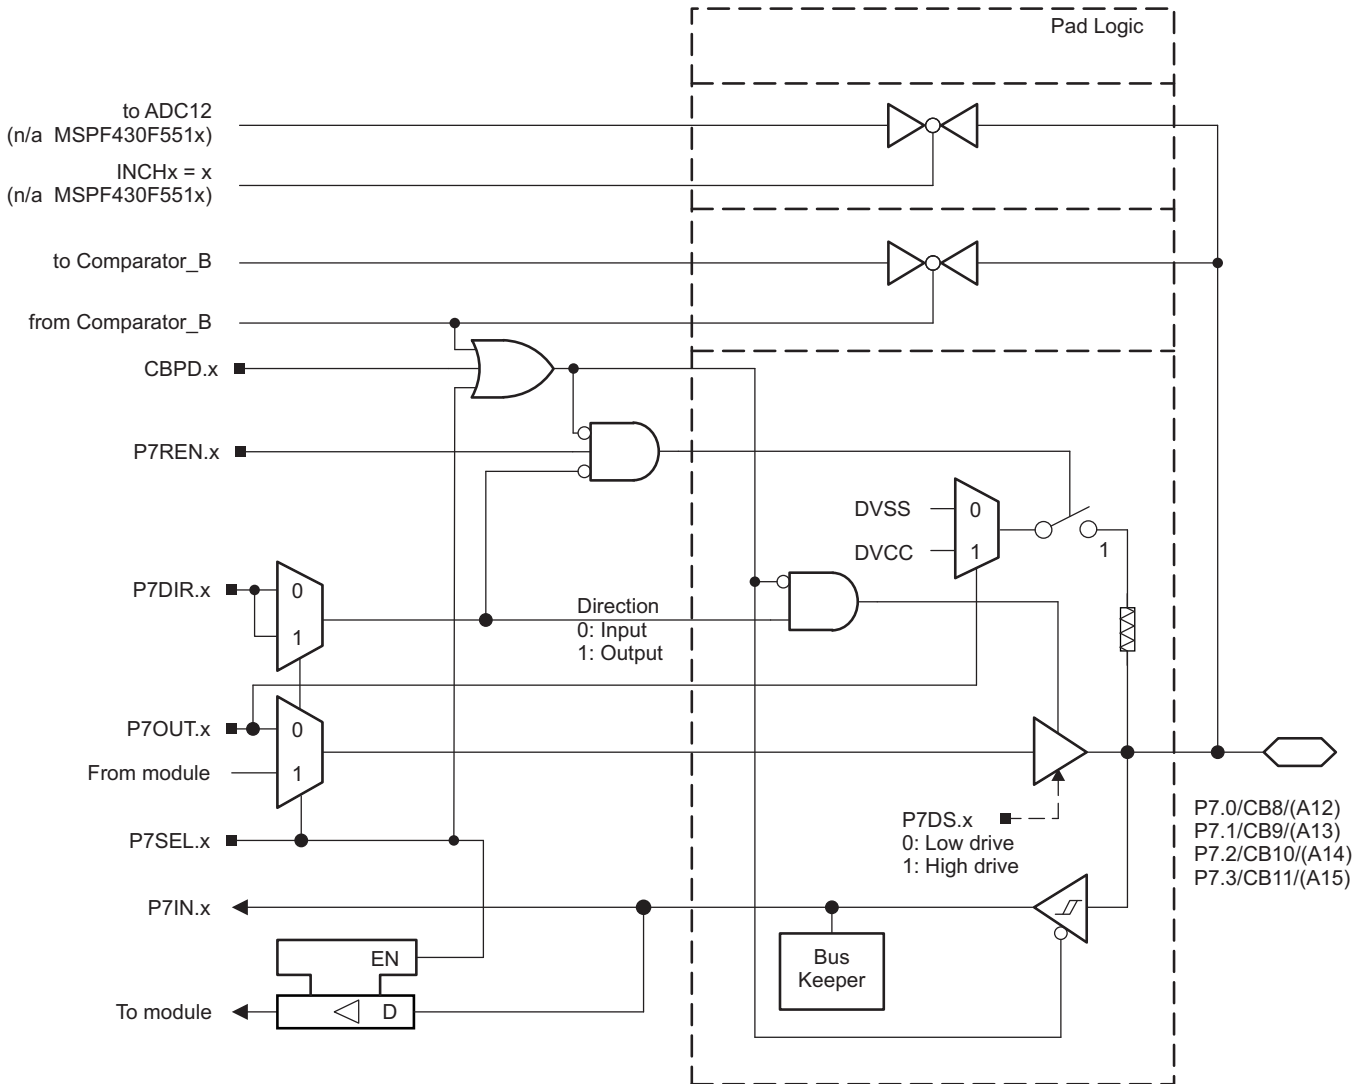 Pad Logic
to ADC12
(n/a MSPF430F551x)
INCHx = x
(n/a MSPF430F551x)
to Comparator_B
from Comparator_B
CBPD.x
P7REN.x
DVSS
0
DVCC
1
1
P7DIR.x
0
1
Direction
0: Input
1: Output
P7OUT.x
0
From module
1
P7SEL.x
P7DS.x
0: Low drive
1: High drive
P7.0/CB8/(A12)
P7.1/CB9/(A13)
P7.2/CB10/(A14)
P7.3/CB11/(A15)
P7IN.x
EN
Bus
Keeper
To module
D